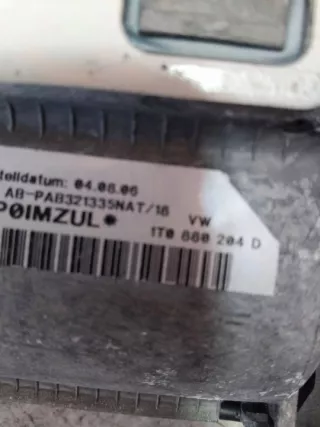 telldatum: 04.08.06
AB-PAB321335NAT/16 VW
P0IMZUL
1T0 880 204 D